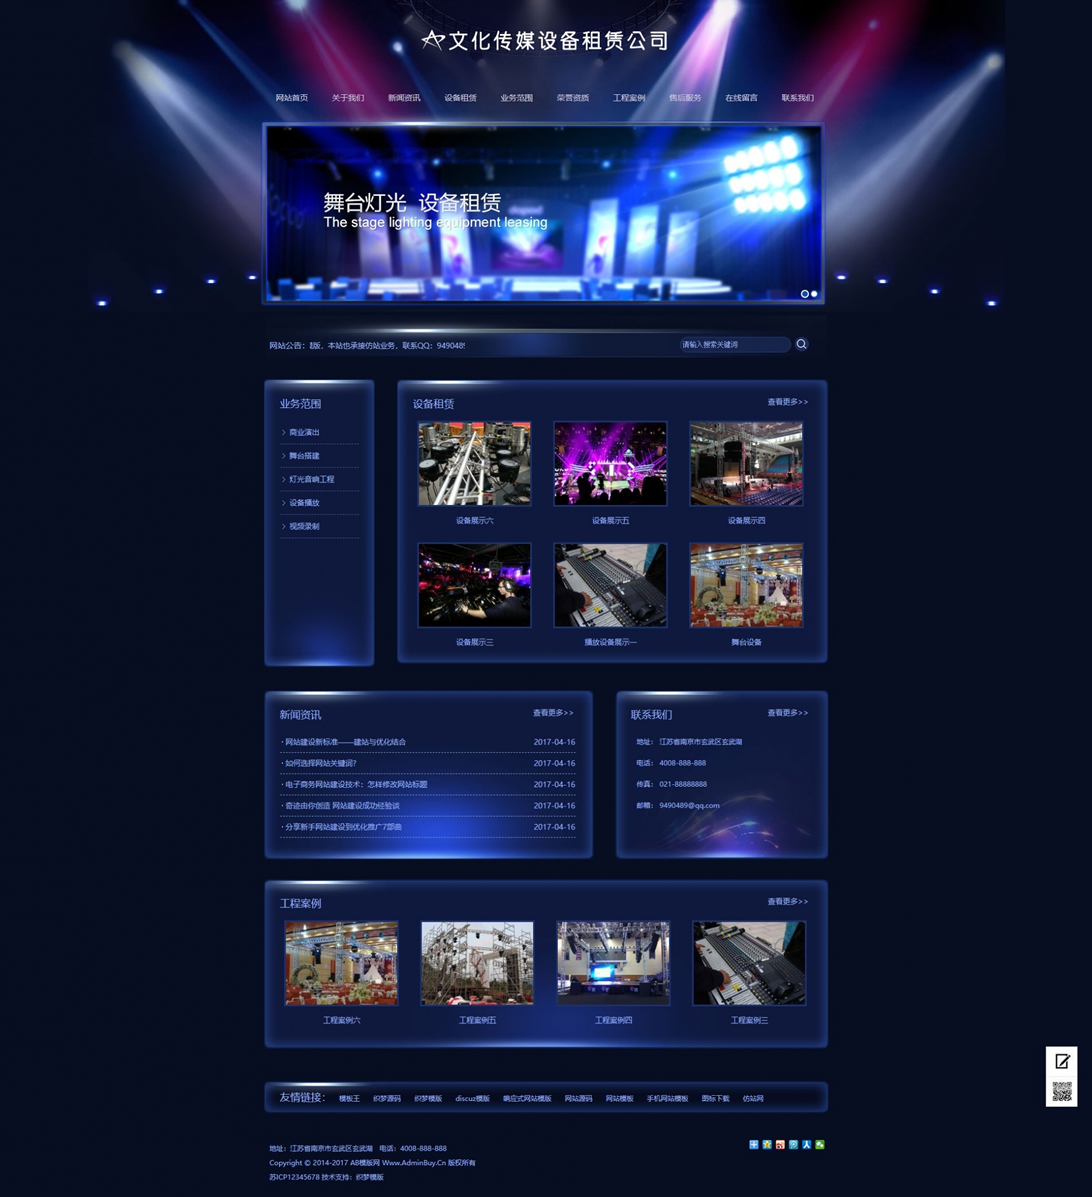 文化传媒设备租赁公司
网站首页 关于我们 新闻资讯 设备租赁 业务范围 荣誉资质 工程案例 售后服务 在线留言 联系我们
舞台灯光 设备租赁
The stage lighting equipment leasing
网站公告： 版。本站也承接仿站业务，联系QQ：949048
请输入搜索关键词
业务范围
商业演出
舞台搭建
灯光音响工程
设备播放
视频录制
设备租赁 查看更多>>
设备展示六 设备展示五 设备展示四
设备展示三 播放设备展示一 舞台设备
新闻资讯 查看更多>>
· 网站建设新标准——建站与优化结合 2017-04-16
· 如何选择网站关键词? 2017-04-16
· 电子商务网站建设技术：怎样修改网站标题 2017-04-16
· 奇迹由你创造 网站建设成功经验谈 2017-04-16
· 分享新手网站建设到优化推广7部曲 2017-04-16
联系我们 查看更多>>
地址： 江苏省南京市玄武区玄武湖
电话： 4008-888-888
传真： 021-88888888
邮箱： 9490489@qq.com
工程案例 查看更多>>
工程案例六 工程案例五 工程案例四 工程案例三
友情链接： 模板王 织梦源码 织梦模版 discuz模版 响应式网站模版 网站源码 网站模板 手机网站模板 图标下载 仿站网
地址：江苏省南京市玄武区玄武湖 电话：4008-888-888
Copyright © 2014-2017 AB模版网 Www.AdminBuy.Cn 版权所有
苏ICP12345678 技术支持：织梦模版